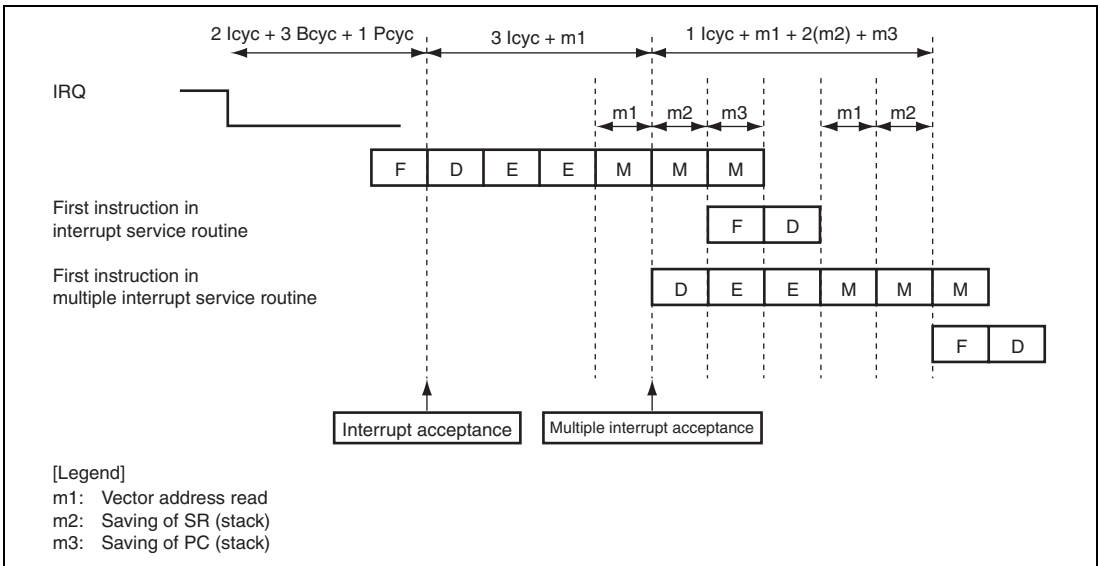 2 Icyc + 3 Bcyc + 1 Pcyc 3 Icyc + m1 1 Icyc + m1 + 2(m2) + m3
IRQ
m1 m2 m3 m1 m2
F D E E M M M
First instruction in
interrupt service routine
F D
First instruction in
multiple interrupt service routine
D E E M M M
F D
Interrupt acceptance Multiple interrupt acceptance
[Legend]
m1: Vector address read
m2: Saving of SR (stack)
m3: Saving of PC (stack)